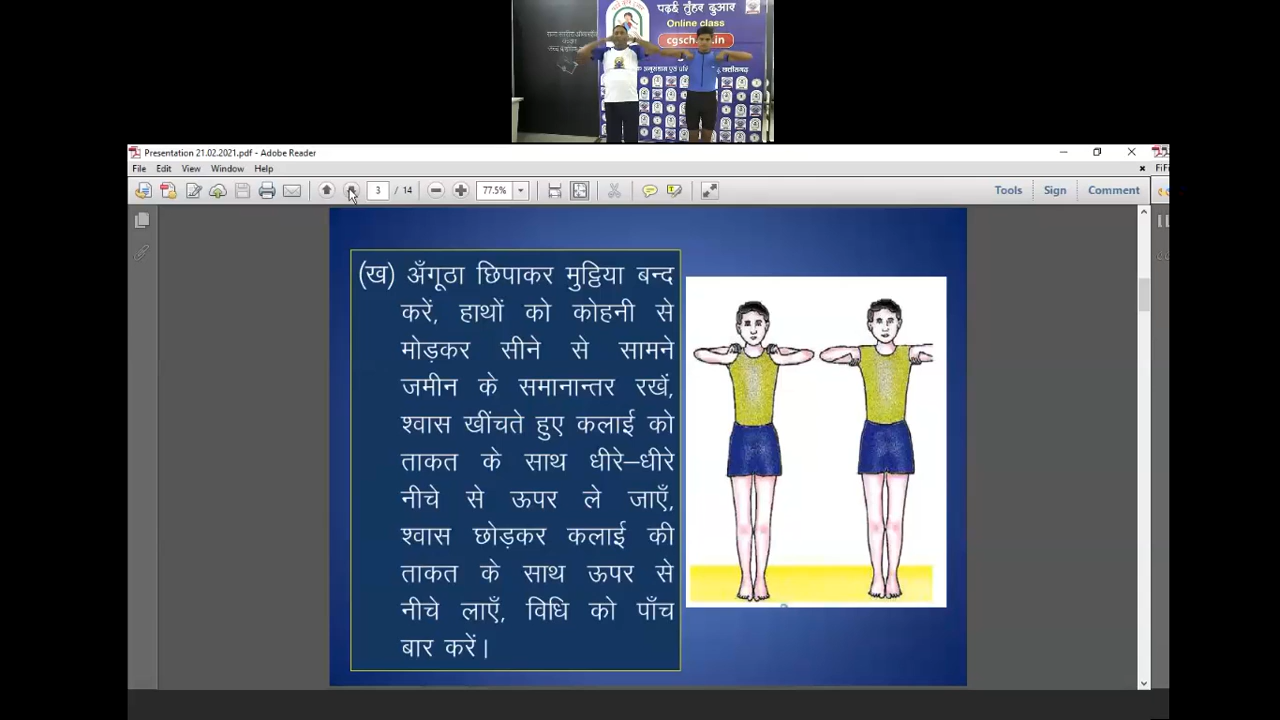 पढ़ई तुंहर दुआर
Online class
Presentation 21.02.2021.pdf - Adobe Reader
File Edit View Window Help
3 / 14 77.5% Tools Sign Comment
(ख) अँगूठा छिपाकर मुट्ठिया बन्द
करें, हाथों को कोहनी से
मोड़कर सीने से सामने
जमीन के समानान्तर रखें,
श्वास खींचते हुए कलाई को
ताकत के साथ धीरे–धीरे
नीचे से ऊपर ले जाएँ,
श्वास छोड़कर कलाई की
ताकत के साथ ऊपर से
नीचे लाएँ, विधि को पाँच
बार करें।